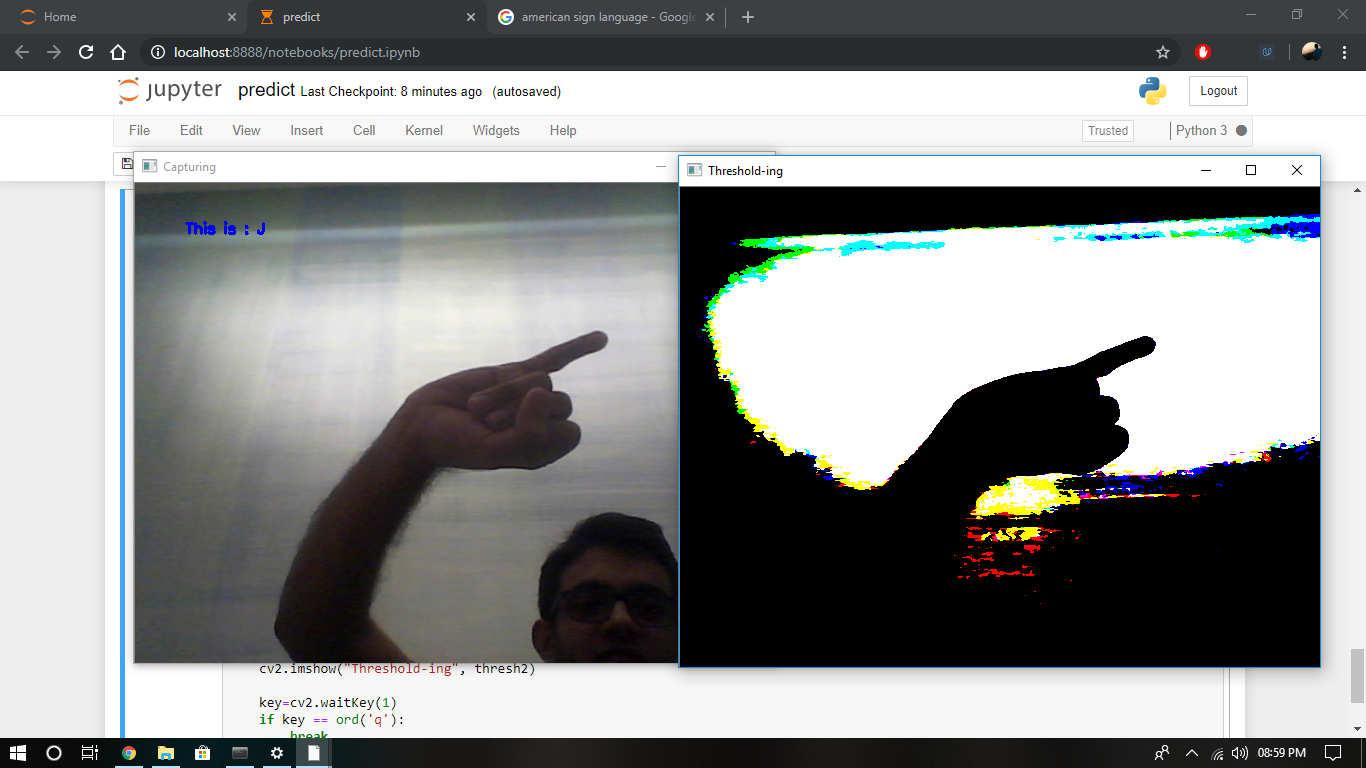 Home
predict
american sign language - Google
localhost:8888/notebooks/predict.ipynb
jupyter predict Last Checkpoint: 8 minutes ago (autosaved)
Logout
File Edit View Insert Cell Kernel Widgets Help
Trusted
Python 3
Capturing
Threshold-ing
This is : J
cv2.imshow("Threshold-ing", thresh2)
key=cv2.waitKey(1)
if key == ord('q'):
break
08:59 PM